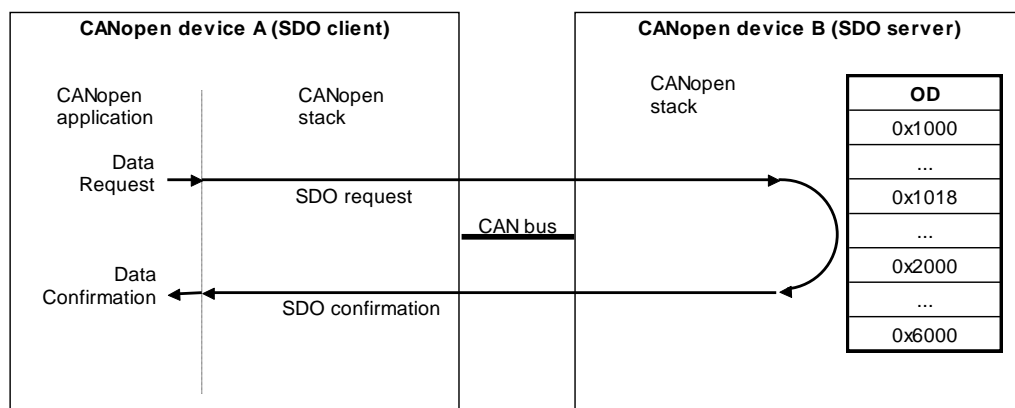 CANopen device A (SDO client)
CANopen
application
CANopen
stack
Data
Request
SDO request
Data
Confirmation
SDO confirmation
CAN bus
CANopen device B (SDO server)
CANopen
stack
OD
0x1000
...
0x1018
...
0x2000
...
0x6000